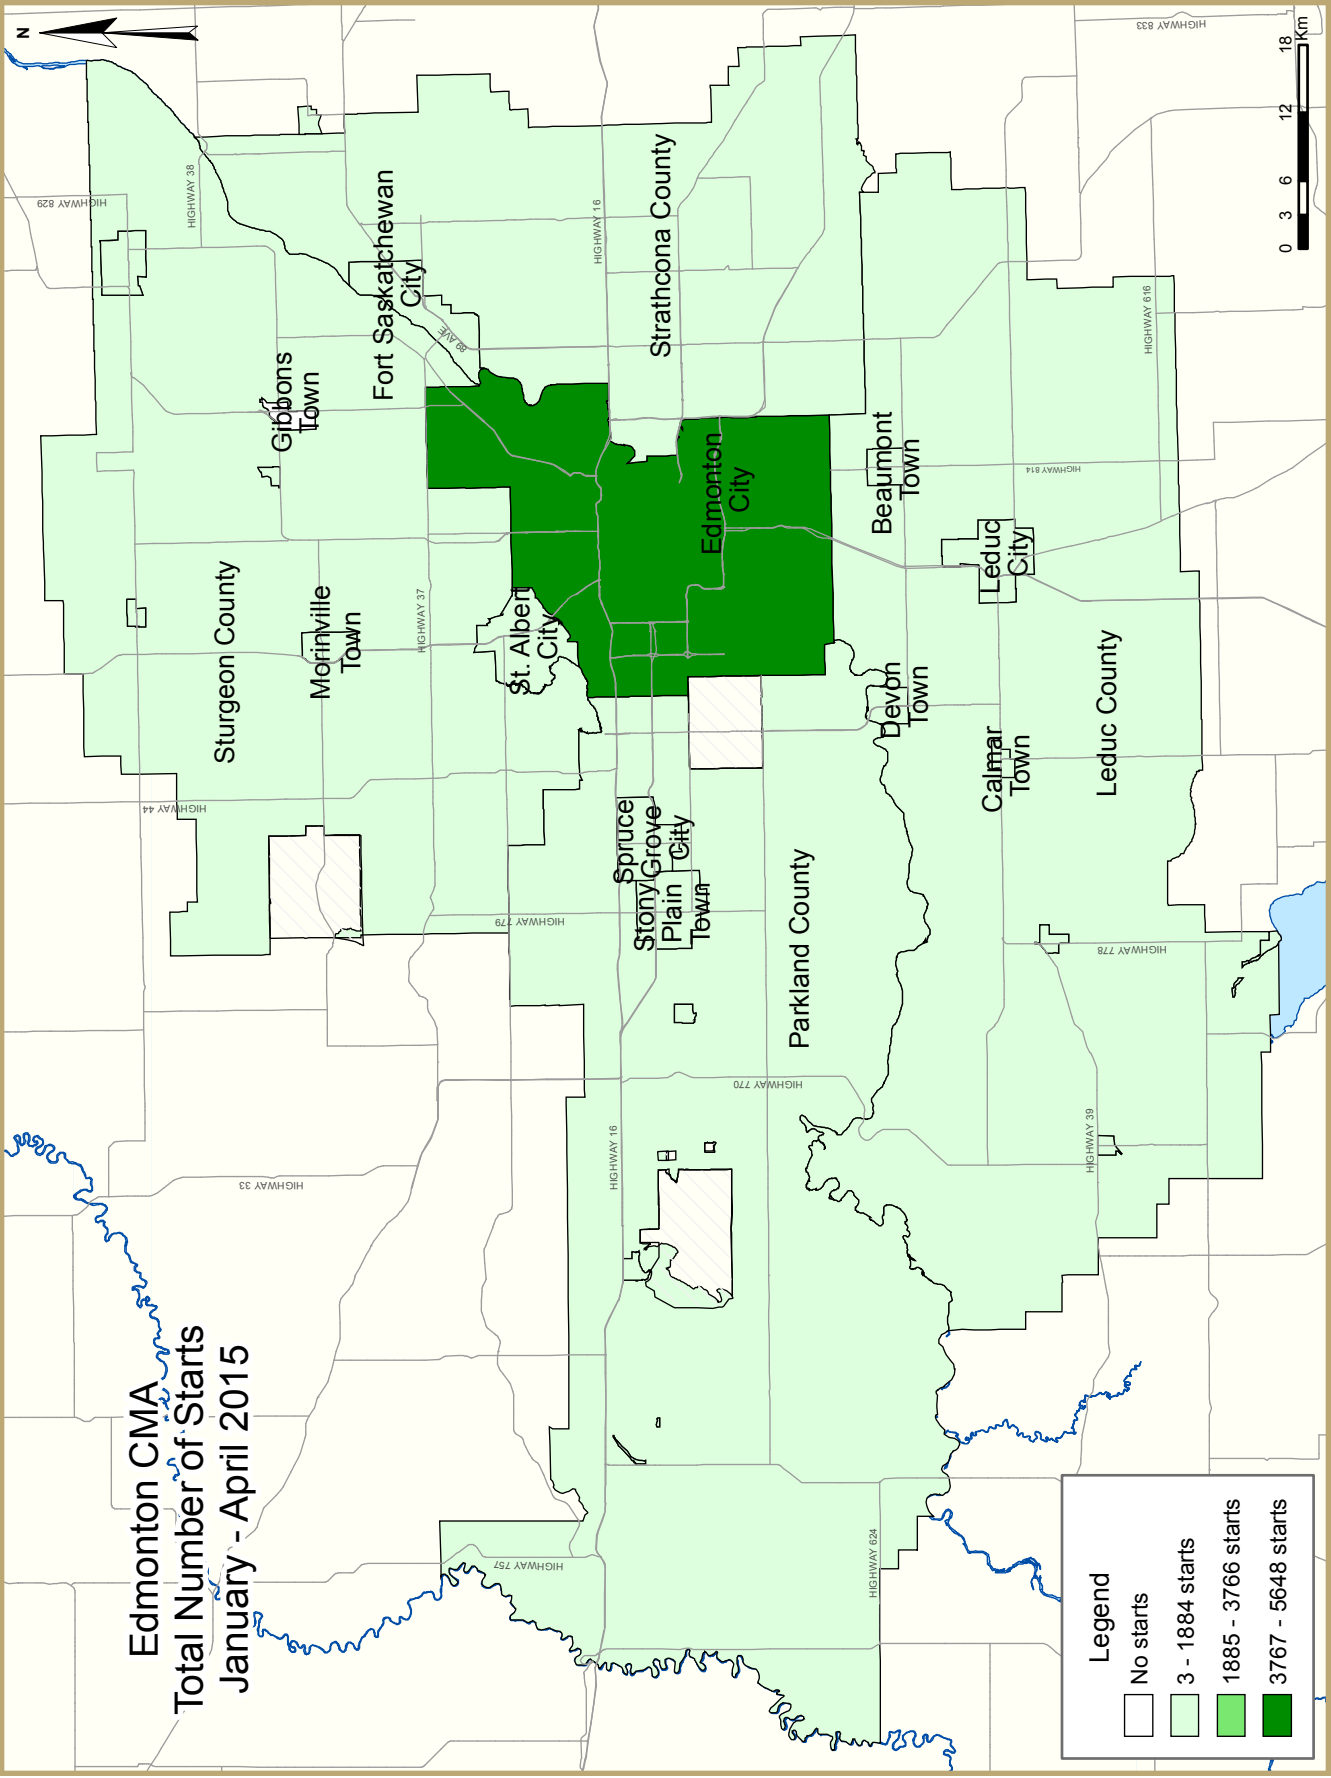 Edmonton CMA
Total Number of Starts
January - April 2015
N
HIGHWAY 829
HIGHWAY 38
HIGHWAY 833
Gibbons
Town
Fort Saskatchewan
City
89 AVE
Sturgeon County
Morinville
Town
HIGHWAY 37
HIGHWAY 44
St. Albert
City
HIGHWAY 779
HIGHWAY 33
HIGHWAY 16
Strathcona County
Edmonton
City
Spruce
Grove
City
Stony
Plain
Town
HIGHWAY 16
HIGHWAY 757
Parkland County
HIGHWAY 770
Beaumont
Town
Devon
Town
Leduc
City
Calmar
Town
HIGHWAY 814
HIGHWAY 616
Leduc County
HIGHWAY 778
HIGHWAY 39
HIGHWAY 624
Legend
No starts
3 - 1884 starts
1885 - 3766 starts
3767 - 5648 starts
0 3 6 12 18
Km